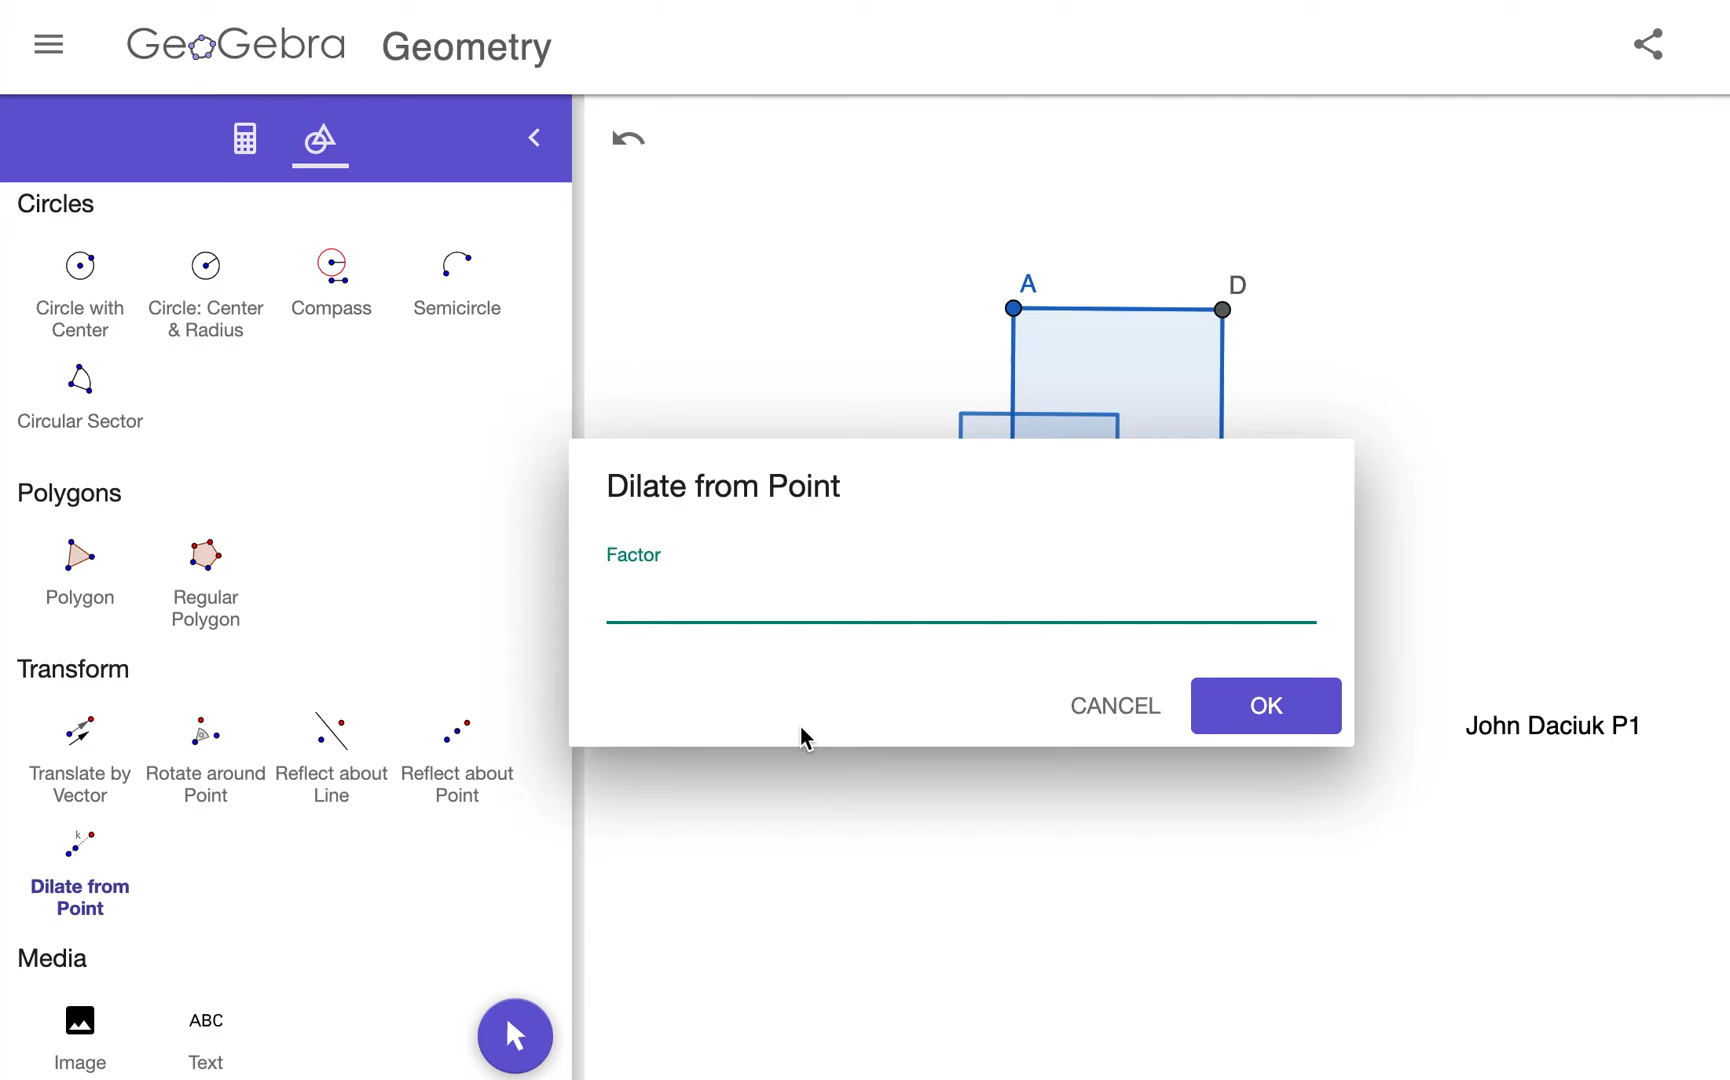 GeoGebra Geometry
Circles
Circle with
Center
Circle: Center
& Radius
Compass
Semicircle
Circular Sector
Polygons
Polygon
Regular
Polygon
Transform
Translate by
Vector
Rotate around
Point
Reflect about
Line
Reflect about
Point
k
Dilate from
Point
Media
Image
ABC
Text
A
D
Dilate from Point
Factor
CANCEL
OK
John Daciuk P1